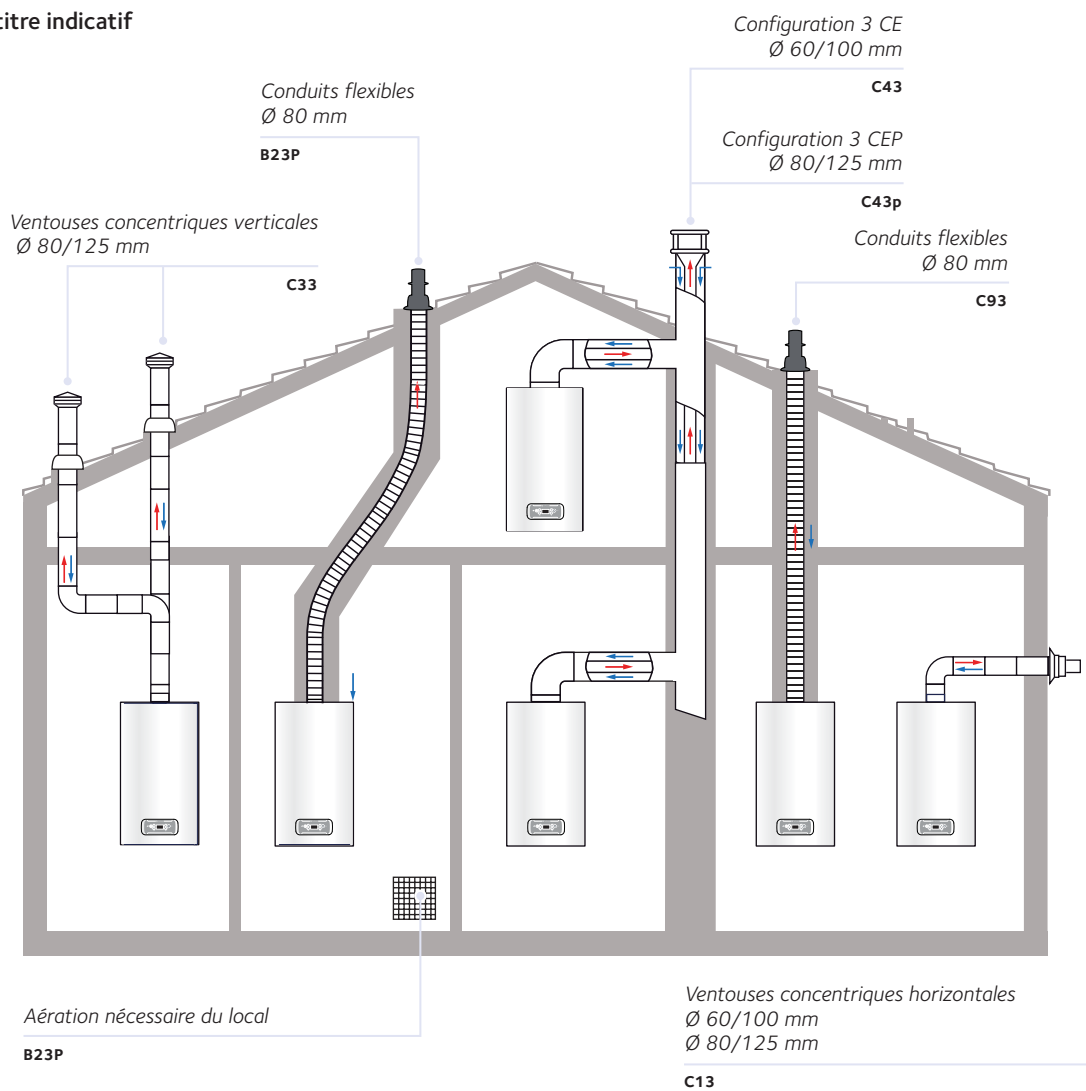 titre indicatif
Configuration 3 CE
Ø 60/100 mm
C43
Conduits flexibles
Ø 80 mm
B23P
Configuration 3 CEP
Ø 80/125 mm
C43p
Ventouses concentriques verticales
Ø 80/125 mm
C33
Conduits flexibles
Ø 80 mm
C93
Aération nécessaire du local
B23P
Ventouses concentriques horizontales
Ø 60/100 mm
Ø 80/125 mm
C13